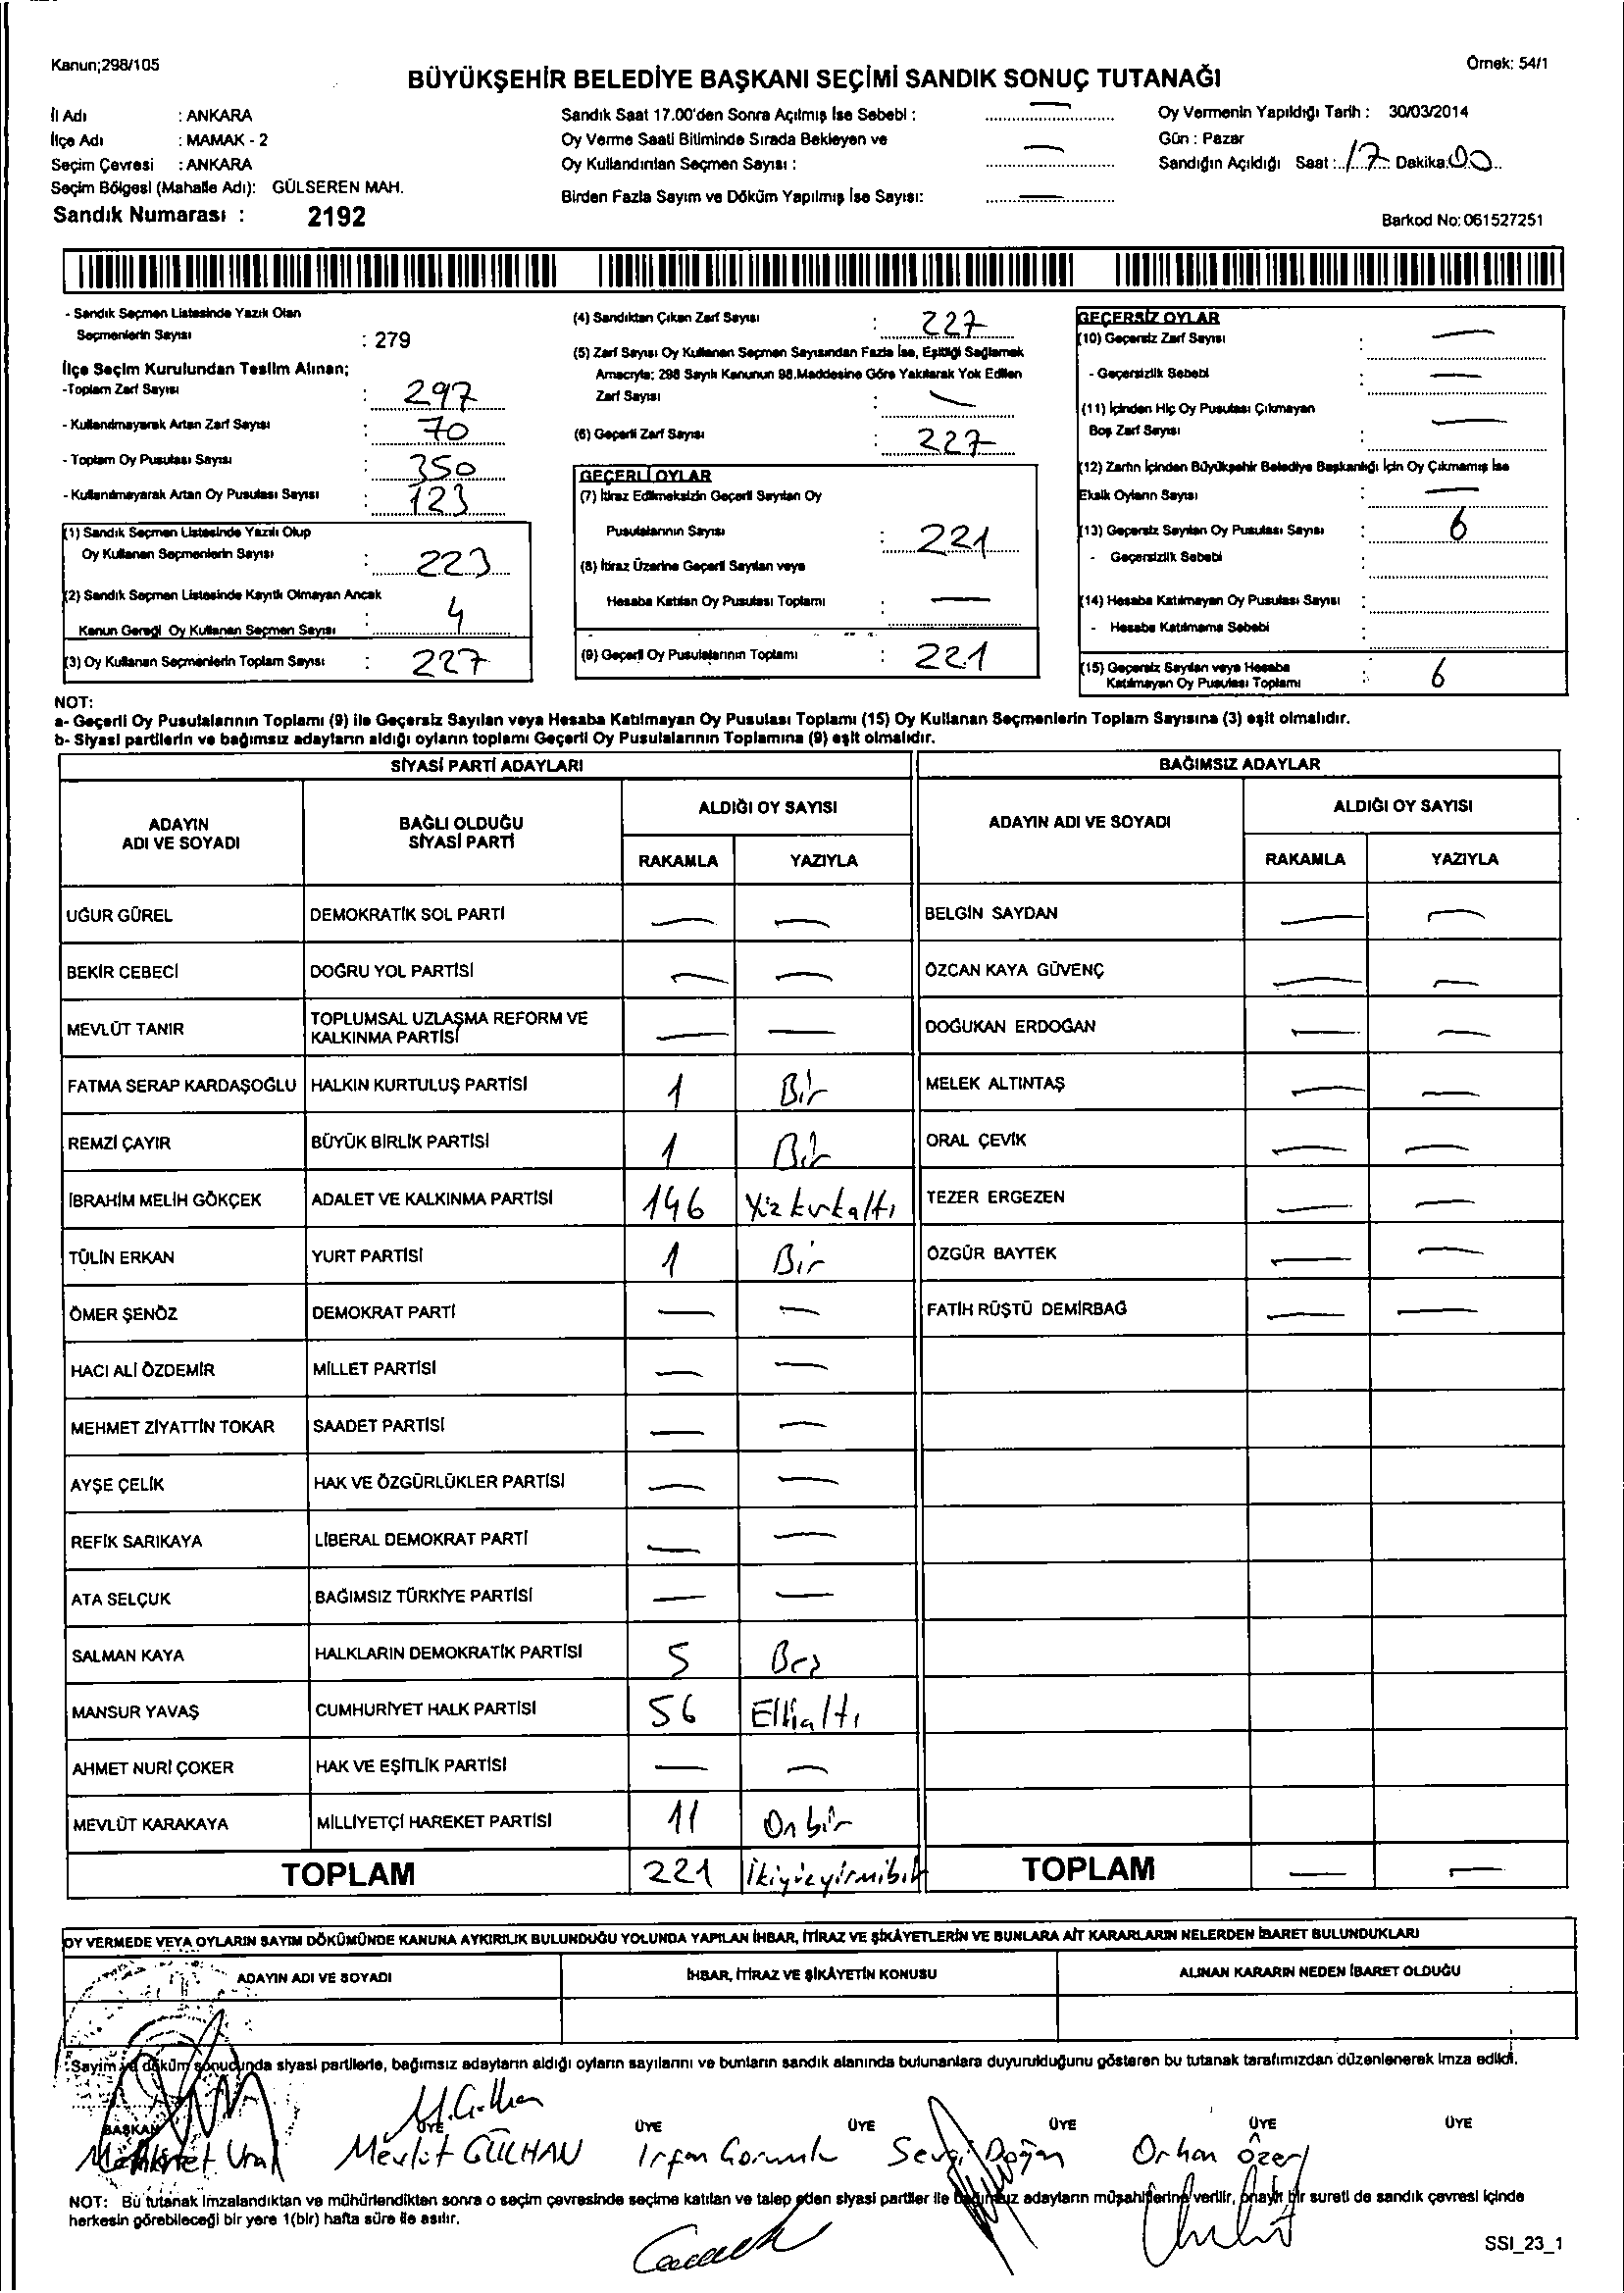 Kanun;298/105
Örnek: 54/1
BÜYÜKŞEHİR BELEDİYE BAŞKANI SEÇİMİ SANDIK SONUÇ TUTANAĞI
İl Adı : ANKARA
İlçe Adı : MAMAK - 2
Seçim Çevresi : ANKARA
Seçim Bölgesi (Mahalle Adı): GÜLSEREN MAH.
Sandık Numarası : 2192
Sandık Saat 17.00'den Sonra Açılmış İse Sebebi : —
Oy Verme Saati Bitiminde Sırada Bekleyen ve
Oy Kullandırılan Seçmen Sayısı : —
Birden Fazla Sayım ve Döküm Yapılmış İse Sayısı: —
Oy Vermenin Yapıldığı Tarih : 30/03/2014
Gün : Pazar
Sandığın Açıldığı Saat : 17 Dakika: 00
Barkod No: 061527251
- Sandık Seçmen Listesinde Yazılı Olan
Seçmenlerin Sayısı : 279
İlçe Seçim Kurulundan Teslim Alınan;
-Toplam Zarf Sayısı : 297
- Kullanılmayarak Artan Zarf Sayısı : 70
- Toplam Oy Pusulası Sayısı : 350
- Kullanılmayarak Artan Oy Pusulası Sayısı : 123
(1) Sandık Seçmen Listesinde Yazılı Olup
Oy Kullanan Seçmenlerin Sayısı : 223
(2) Sandık Seçmen Listesinde Kayıtlı Olmayan Ancak
Kanun Gereği Oy Kullanan Seçmen Sayısı : 4
(3) Oy Kullanan Seçmenlerin Toplam Sayısı : 227
(4) Sandıktan Çıkan Zarf Sayısı : 227
(5) Zarf Sayısı Oy Kullanan Seçmen Sayısından Fazla İse, Eşitliği Sağlamak
Amacıyla; 298 Sayılı Kanunun 98.Maddesine Göre Yakılarak Yok Edilen
Zarf Sayısı : —
(6) Geçerli Zarf Sayısı : 227
GEÇERLİ OYLAR
(7) İtiraz Edilmeksizin Geçerli Sayılan Oy
Pusulalarının Sayısı : 221
(8) İtiraz Üzerine Geçerli Sayılan veya
Hesaba Katılan Oy Pusulası Toplamı : —
(9) Geçerli Oy Pusulalarının Toplamı : 221
GEÇERSİZ OYLAR
(10) Geçersiz Zarf Sayısı : —
- Geçersizlik Sebebi : —
(11) İçinden Hiç Oy Pusulası Çıkmayan
Boş Zarf Sayısı : —
(12) Zarfın İçinden Büyükşehir Belediye Başkanlığı İçin Oy Çıkmamış İse
Eksik Oyların Sayısı : —
(13) Geçersiz Sayılan Oy Pusulası Sayısı : 6
- Geçersizlik Sebebi :
(14) Hesaba Katılmayan Oy Pusulası Sayısı :
- Hesaba Katılmama Sebebi :
(15) Geçersiz Sayılan veya Hesaba
Katılmayan Oy Pusulası Toplamı : 6
NOT:
a- Geçerli Oy Pusulalarının Toplamı (9) ile Geçersiz Sayılan veya Hesaba Katılmayan Oy Pusulası Toplamı (15) Oy Kullanan Seçmenlerin Toplam Sayısına (3) eşit olmalıdır.
b- Siyasi partilerin ve bağımsız adayların aldığı oyların toplamı Geçerli Oy Pusulalarının Toplamına (9) eşit olmalıdır.
SİYASİ PARTİ ADAYLARI
ADAYIN ADI VE SOYADI BAĞLI OLDUĞU SİYASİ PARTİ ALDIĞI OY SAYISI
RAKAMLA YAZIYLA
UĞUR GÜREL DEMOKRATİK SOL PARTİ — —
BEKİR CEBECİ DOĞRU YOL PARTİSİ — —
MEVLÜT TANIR TOPLUMSAL UZLAŞMA REFORM VE KALKINMA PARTİSİ — —
FATMA SERAP KARDAŞOĞLU HALKIN KURTULUŞ PARTİSİ 1 Bir
REMZİ ÇAYIR BÜYÜK BİRLİK PARTİSİ 1 Bir
İBRAHİM MELİH GÖKÇEK ADALET VE KALKINMA PARTİSİ 146 Yüz kırkaltı
TÜLİN ERKAN YURT PARTİSİ 1 Bir
ÖMER ŞENÖZ DEMOKRAT PARTİ — —
HACI ALİ ÖZDEMİR MİLLET PARTİSİ — —
MEHMET ZİYATTİN TOKAR SAADET PARTİSİ — —
AYŞE ÇELİK HAK VE ÖZGÜRLÜKLER PARTİSİ — —
REFİK SARIKAYA LİBERAL DEMOKRAT PARTİ — —
ATA SELÇUK BAĞIMSIZ TÜRKİYE PARTİSİ — —
SALMAN KAYA HALKLARIN DEMOKRATİK PARTİSİ 5 Beş
MANSUR YAVAŞ CUMHURİYET HALK PARTİSİ 56 Ellialtı
AHMET NURİ ÇOKER HAK VE EŞİTLİK PARTİSİ — —
MEVLÜT KARAKAYA MİLLİYETÇİ HAREKET PARTİSİ 11 Onbir
TOPLAM 221 İkiyüzyirmibir
BAĞIMSIZ ADAYLAR
ADAYIN ADI VE SOYADI ALDIĞI OY SAYISI
RAKAMLA YAZIYLA
BELGİN SAYDAN — —
ÖZCAN KAYA GÜVENÇ — —
DOĞUKAN ERDOĞAN — —
MELEK ALTINTAŞ — —
ORAL ÇEVİK — —
TEZER ERGEZEN — —
ÖZGÜR BAYTEK — —
FATİH RÜŞTÜ DEMİRBAĞ — —
TOPLAM — —
OY VERMEDE VEYA OYLARIN SAYIM DÖKÜMÜNDE KANUNA AYKIRILIK BULUNDUĞU YOLUNDA YAPILAN İHBAR, İTİRAZ VE ŞİKÂYETLERİN VE BUNLARA AİT KARARLARIN NELERDEN İBARET BULUNDUKLARI
ADAYIN ADI VE SOYADI İHBAR, İTİRAZ VE ŞİKÂYETİN KONUSU ALINAN KARARIN NEDEN İBARET OLDUĞU
Sayim ve döküm sonucunda siyasi partilerle, bağımsız adayların aldığı oyların sayılarını ve bunların sandık alanında bulunanlara duyurulduğunu gösteren bu tutanak tarafımızdan düzenlenerek imza edildi.
M.Gülhan
BAŞKAN ÜYE ÜYE ÜYE ÜYE ÜYE ÜYE
Mehmet Ural Mevlüt GÜLHAN İrfan Sevgi Doğan Orhan Özer
NOT: Bu tutanak imzalandıktan ve mühürlendikten sonra o seçim çevresinde seçime katılan ve talep eden siyasi partiler ile bağımsız adayların müşahitlerine verilir, onaylı bir sureti de sandık çevresi içinde
herkesin görebileceği bir yere 1(bir) hafta süre ile asılır.
SSI_23_1